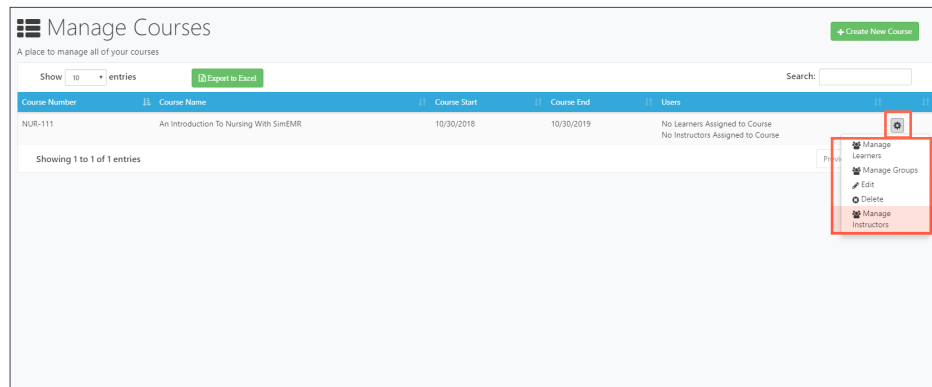 Manage Courses
+ Create New Course
A place to manage all of your courses
Show 10 entries
Export to Excel
Search:
Course Number Course Name Course Start Course End Users
NUR-111 An Introduction To Nursing With SimEMR 10/30/2018 10/30/2019 No Learners Assigned to Course
No Instructors Assigned to Course
Manage
Learners
Manage Groups
Edit
Delete
Manage
Instructors
Showing 1 to 1 of 1 entries